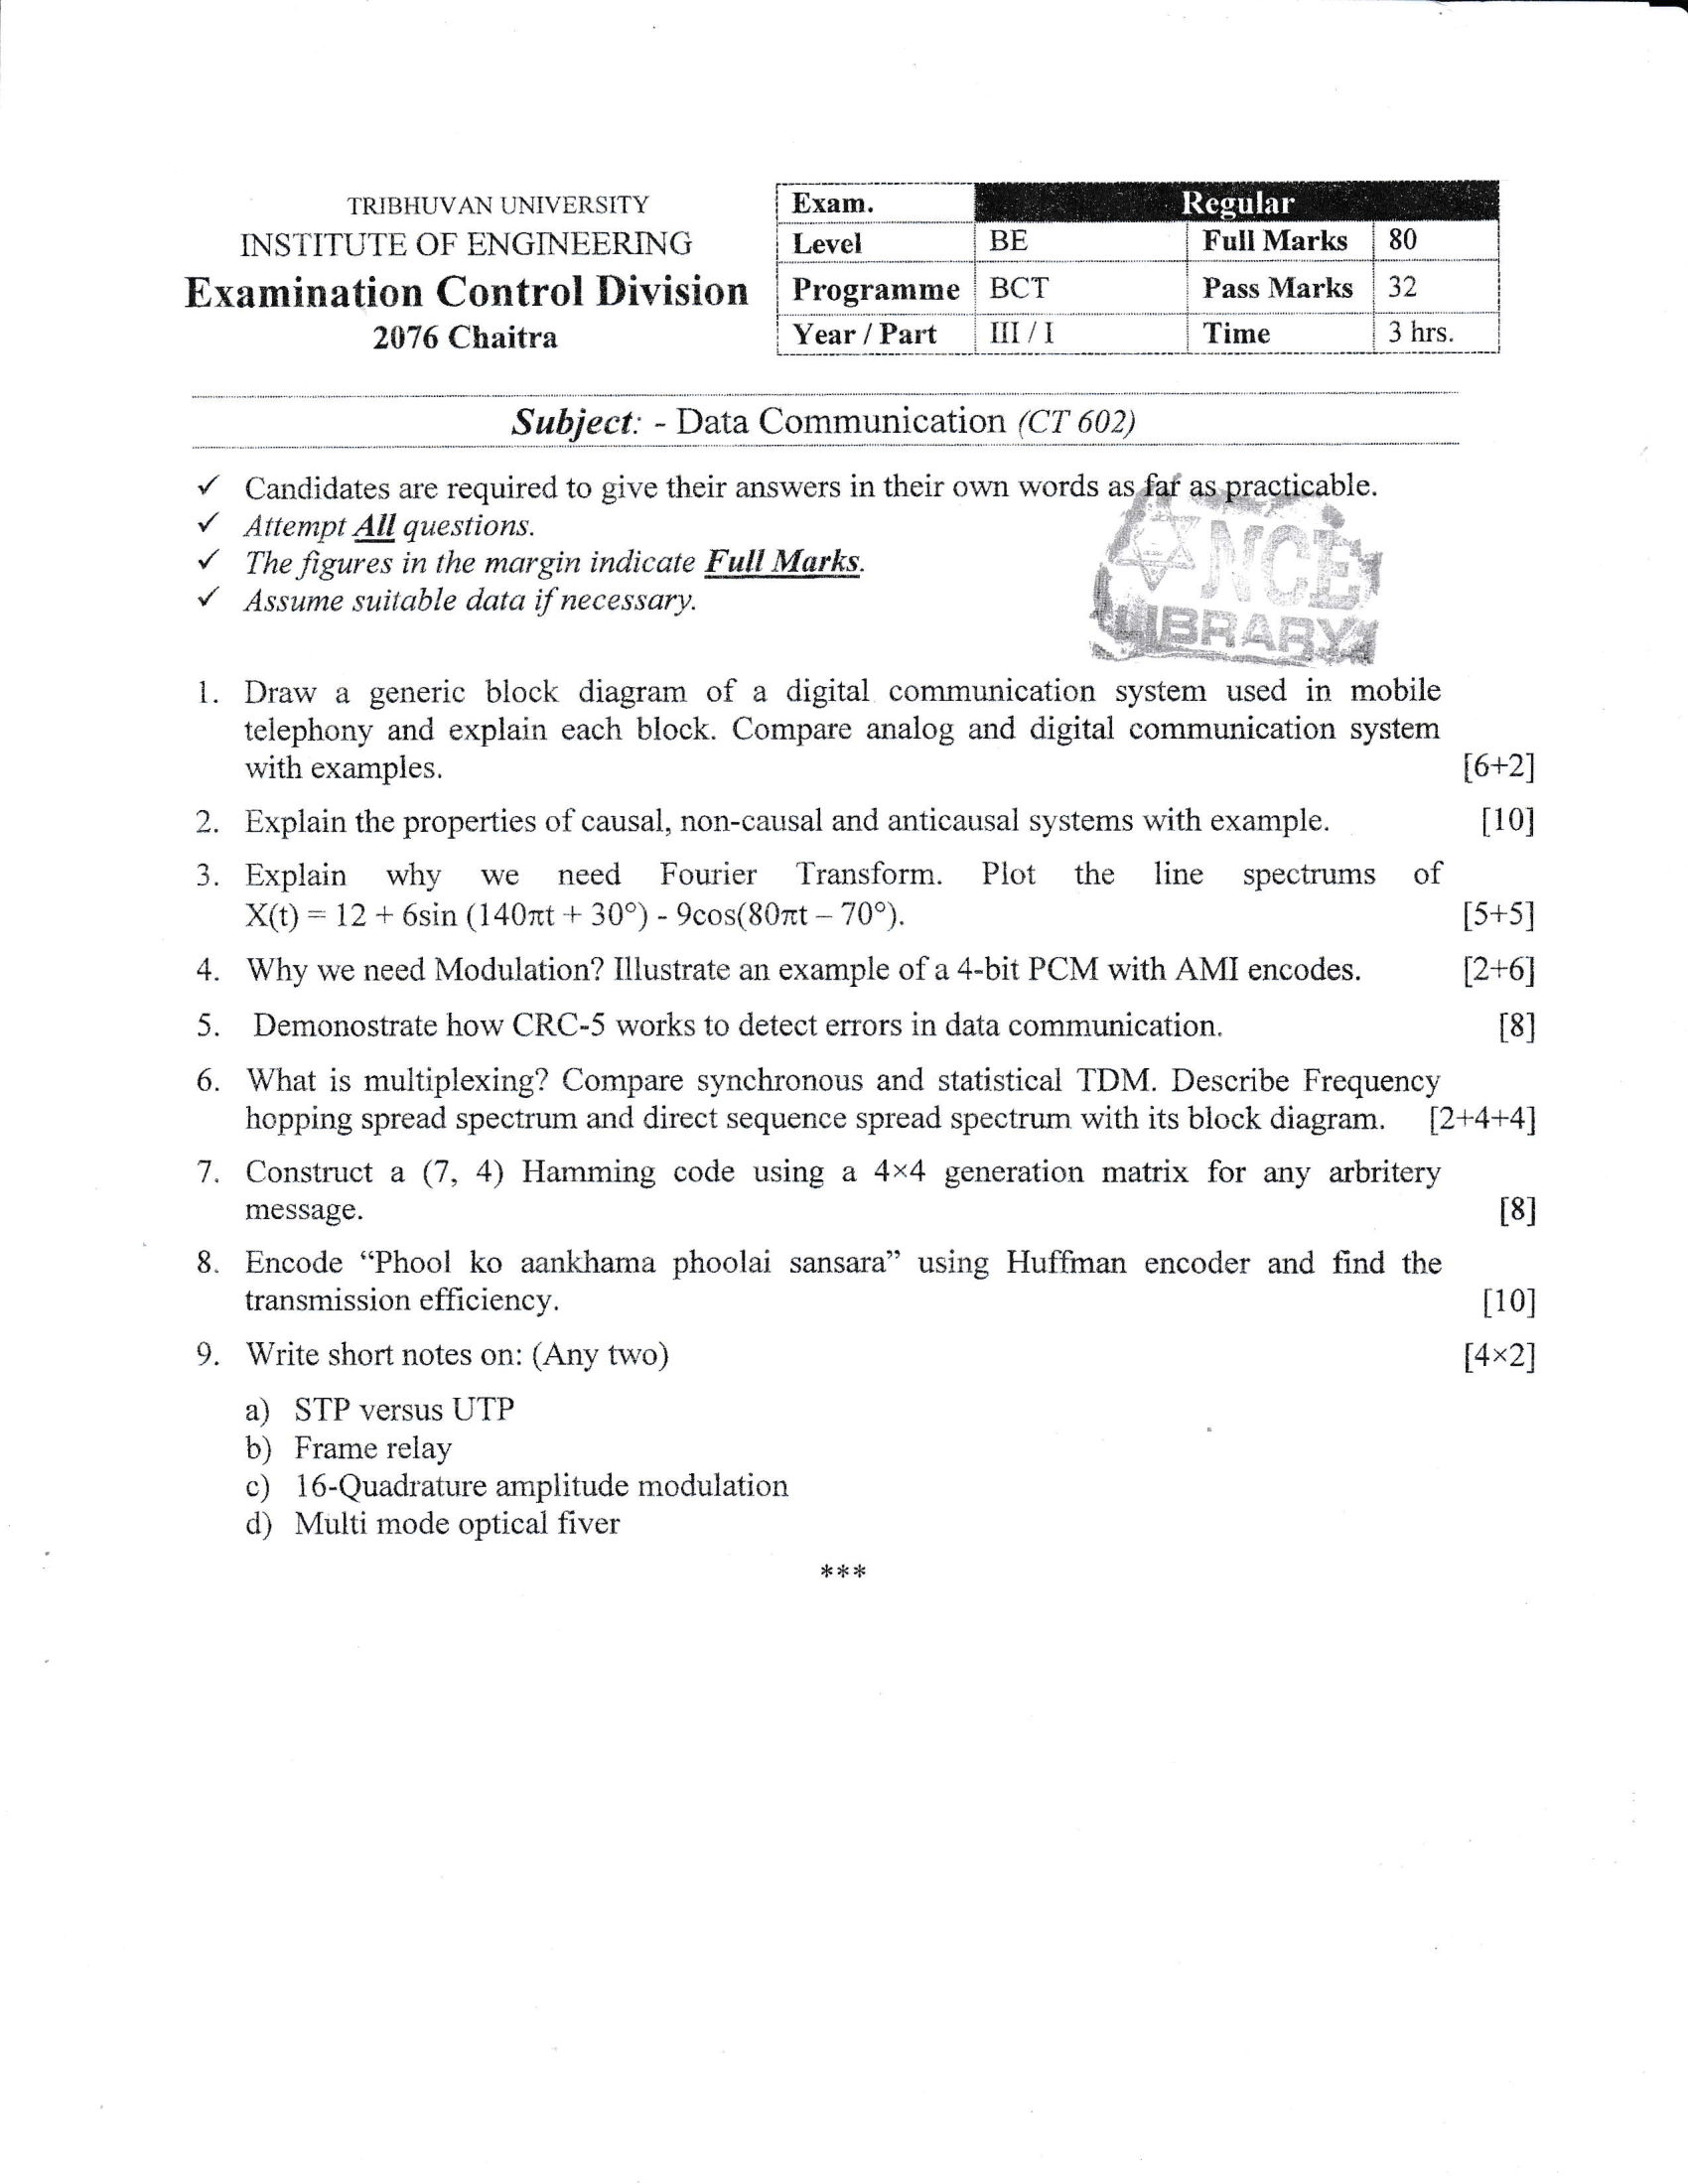 TRIBHUVAN UNIVERSITY
INSTITUTE OF ENGINEERING
Examination Control Division
2076 Chaitra
Exam. Regular
Level BE Full Marks 80
Programme BCT Pass Marks 32
Year / Part III / I Time 3 hrs.
Subject: - Data Communication (CT 602)
✓ Candidates are required to give their answers in their own words as far as practicable.
✓ Attempt All questions.
✓ The figures in the margin indicate Full Marks.
✓ Assume suitable data if necessary.
NCE
LIBRARY
1. Draw a generic block diagram of a digital communication system used in mobile
telephony and explain each block. Compare analog and digital communication system
with examples. [6+2]
2. Explain the properties of causal, non-causal and anticausal systems with example. [10]
3. Explain why we need Fourier Transform. Plot the line spectrums of
X(t) = 12 + 6sin (140πt + 30°) - 9cos(80πt – 70°). [5+5]
4. Why we need Modulation? Illustrate an example of a 4-bit PCM with AMI encodes. [2+6]
5. Demonostrate how CRC-5 works to detect errors in data communication. [8]
6. What is multiplexing? Compare synchronous and statistical TDM. Describe Frequency
hopping spread spectrum and direct sequence spread spectrum with its block diagram. [2+4+4]
7. Construct a (7, 4) Hamming code using a 4×4 generation matrix for any arbritery
message. [8]
8. Encode “Phool ko aankhama phoolai sansara” using Huffman encoder and find the
transmission efficiency. [10]
9. Write short notes on: (Any two) [4×2]
a) STP versus UTP
b) Frame relay
c) 16-Quadrature amplitude modulation
d) Multi mode optical fiver
***